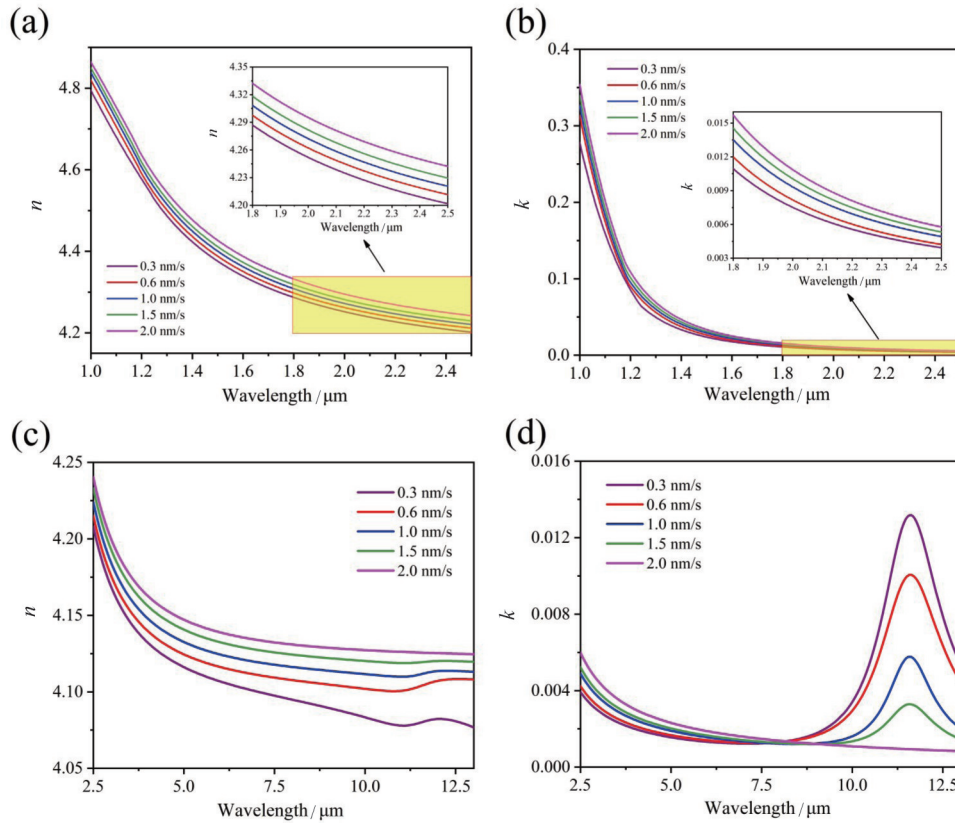 (a)
n
4.8
4.6
4.4
4.2
1.0 1.2 1.4 1.6 1.8 2.0 2.2 2.4
Wavelength / μm
0.3 nm/s
0.6 nm/s
1.0 nm/s
1.5 nm/s
2.0 nm/s
n
4.35
4.32
4.29
4.26
4.23
4.20
1.8 1.9 2.0 2.1 2.2 2.3 2.4 2.5
Wavelength / μm
(b)
k
0.4
0.3
0.2
0.1
0.0
1.0 1.2 1.4 1.6 1.8 2.0 2.2 2.4
Wavelength / μm
0.3 nm/s
0.6 nm/s
1.0 nm/s
1.5 nm/s
2.0 nm/s
k
0.015
0.012
0.009
0.006
0.003
1.8 1.9 2.0 2.1 2.2 2.3 2.4 2.5
Wavelength / μm
(c)
n
4.25
4.20
4.15
4.10
4.05
2.5 5.0 7.5 10.0 12.5
Wavelength / μm
0.3 nm/s
0.6 nm/s
1.0 nm/s
1.5 nm/s
2.0 nm/s
(d)
k
0.016
0.012
0.008
0.004
0.000
2.5 5.0 7.5 10.0 12.5
Wavelength / μm
0.3 nm/s
0.6 nm/s
1.0 nm/s
1.5 nm/s
2.0 nm/s